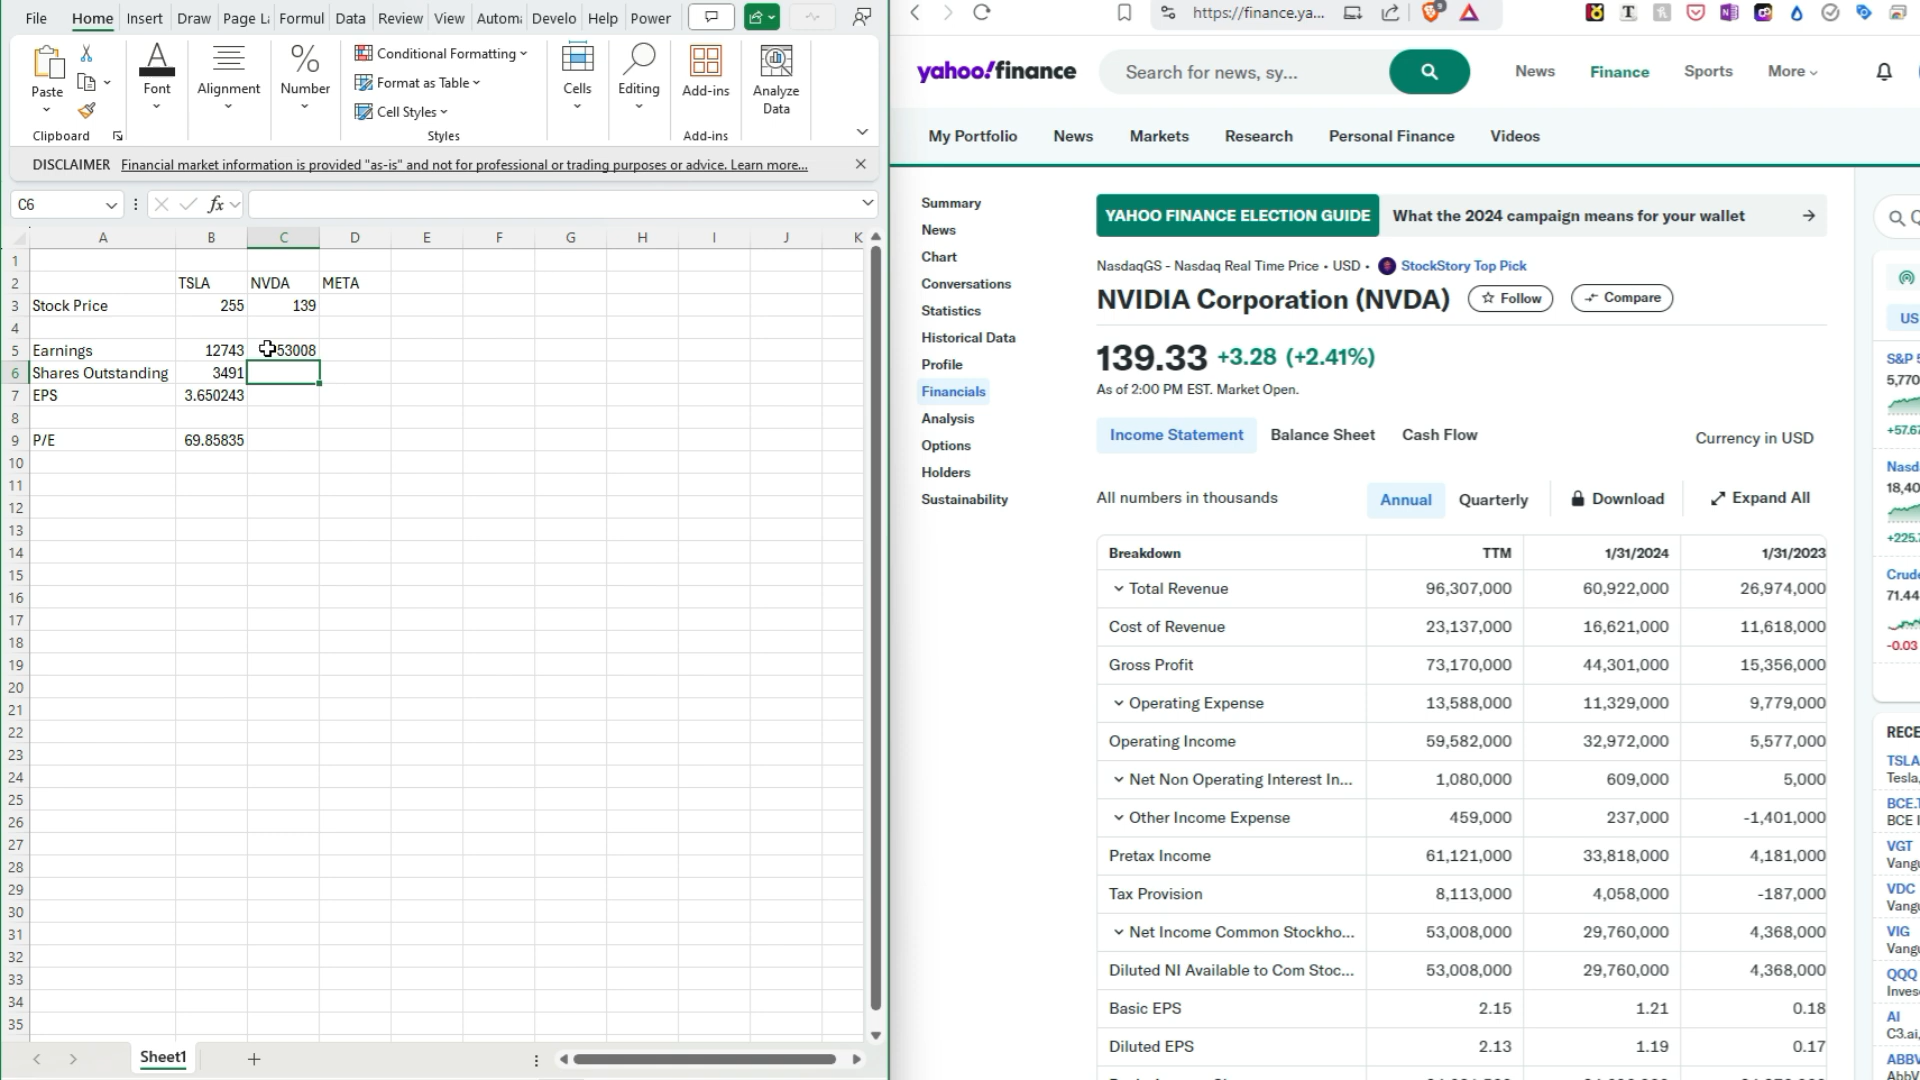 File Home Insert Draw Page La Formul Data Review View Automa Develo Help Power
Paste
Font
Alignment
Number
Conditional Formatting
Format as Table
Cell Styles
Cells
Editing
Add-ins
Analyze Data
Clipboard
Styles
Add-ins
DISCLAIMER Financial market information is provided "as-is" and not for professional or trading purposes or advice. Learn more...
C6
fx
A B C D E F G H I J K
1
2 TSLA NVDA META
3 Stock Price 255 139
4
5 Earnings 12743 53008
6 Shares Outstanding 3491
7 EPS 3.650243
8
9 P/E 69.85835
10
11
12
13
14
15
16
17
18
19
20
21
22
23
24
25
26
27
28
29
30
31
32
33
34
35
Sheet1
https://finance.ya...
yahoo!finance
Search for news, sy...
News Finance Sports More
My Portfolio News Markets Research Personal Finance Videos
Summary
News
Chart
Conversations
Statistics
Historical Data
Profile
Financials
Analysis
Options
Holders
Sustainability
YAHOO FINANCE ELECTION GUIDE What the 2024 campaign means for your wallet
NasdaqGS - Nasdaq Real Time Price • USD • StockStory Top Pick
NVIDIA Corporation (NVDA) Follow Compare
139.33 +3.28 (+2.41%)
As of 2:00 PM EST. Market Open.
Income Statement Balance Sheet Cash Flow Currency in USD
All numbers in thousands Annual Quarterly Download Expand All
Breakdown TTM 1/31/2024 1/31/2023
Total Revenue 96,307,000 60,922,000 26,974,000
Cost of Revenue 23,137,000 16,621,000 11,618,000
Gross Profit 73,170,000 44,301,000 15,356,000
Operating Expense 13,588,000 11,329,000 9,779,000
Operating Income 59,582,000 32,972,000 5,577,000
Net Non Operating Interest In... 1,080,000 609,000 5,000
Other Income Expense 459,000 237,000 -1,401,000
Pretax Income 61,121,000 33,818,000 4,181,000
Tax Provision 8,113,000 4,058,000 -187,000
Net Income Common Stockho... 53,008,000 29,760,000 4,368,000
Diluted NI Available to Com Stoc... 53,008,000 29,760,000 4,368,000
Basic EPS 2.15 1.21 0.18
Diluted EPS 2.13 1.19 0.17
US
S&P 5
5,770
+57.67
Nasd
18,40
+225.7
Crude
71.44
-0.03
RECE
TSLA
Tesla,
BCE.T
BCE I
VGT
Vangu
VDC
Vangu
VIG
Vangu
QQQ
Inves
AI
C3.ai,
ABBV
AbbV